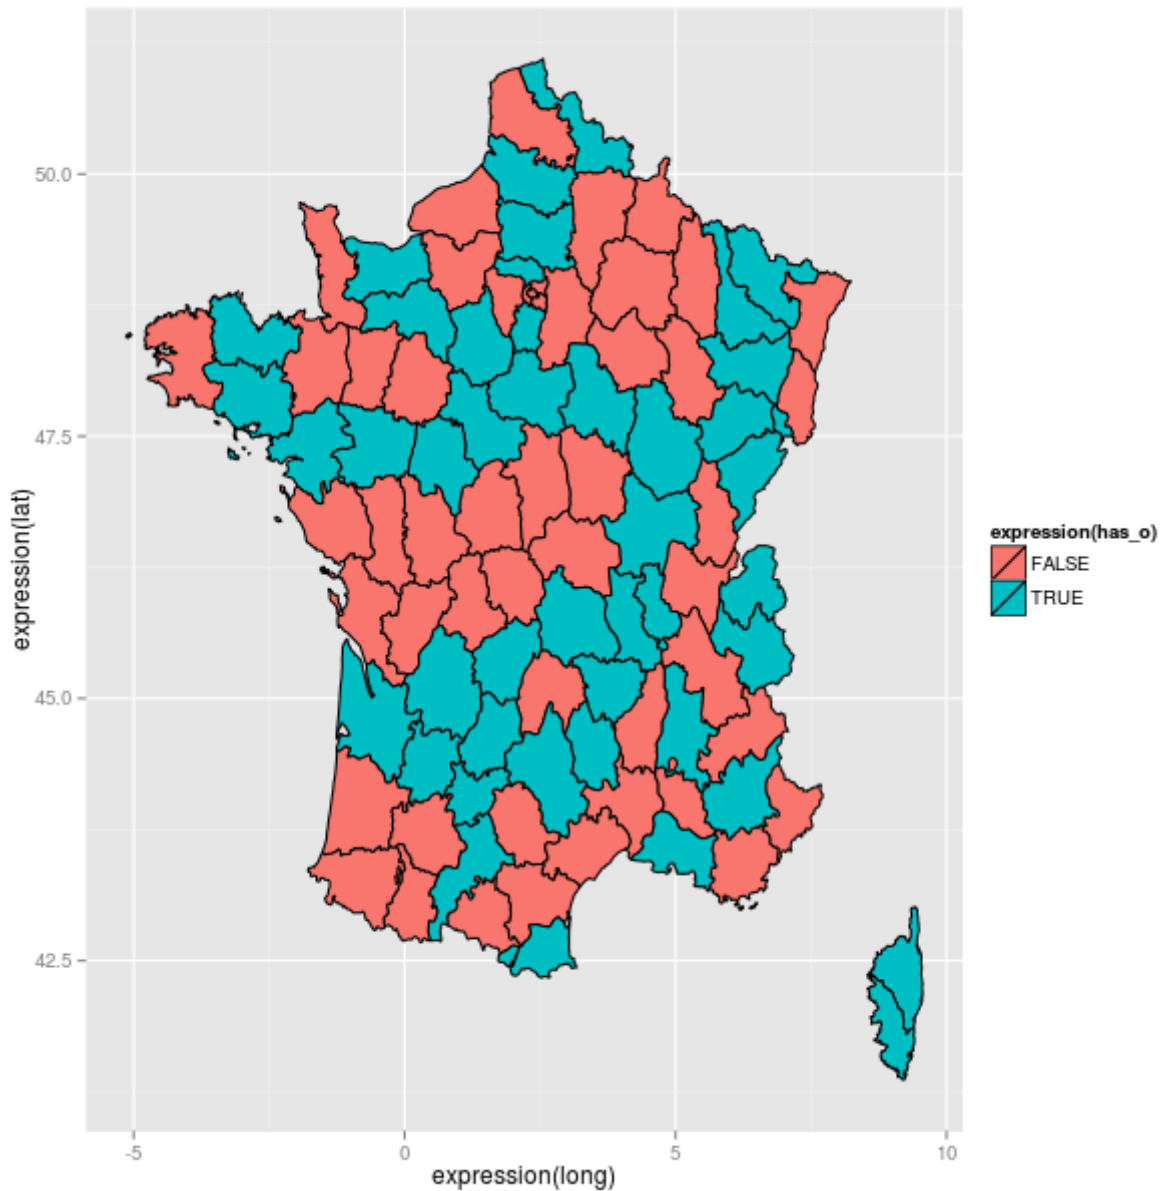 50.0
47.5
45.0
42.5
expression(lat)
-5
0
5
10
expression(long)
expression(has_o)
FALSE
TRUE